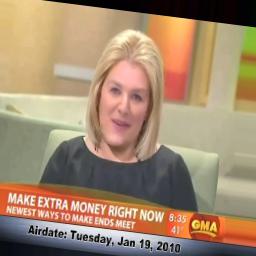 MAKE EXTRA MONEY RIGHT NOW
NEWEST WAYS TO MAKE ENDS MEET
8:35
41°
GMA
Airdate: Tuesday, Jan 19, 2010